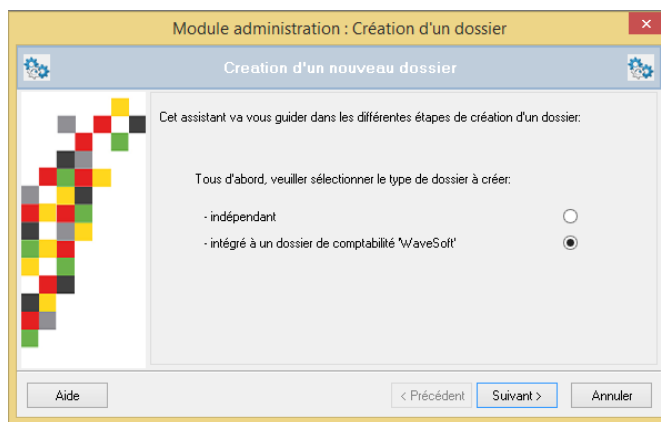 Module administration : Création d'un dossier
Creation d'un nouveau dossier
Cet assistant va vous guider dans les différentes étapes de création d'un dossier:
Tous d'abord, veuiller sélectionner le type de dossier à créer:
- indépendant
- intégré à un dossier de comptabilité 'WaveSoft'
Aide
< Précédent
Suivant >
Annuler